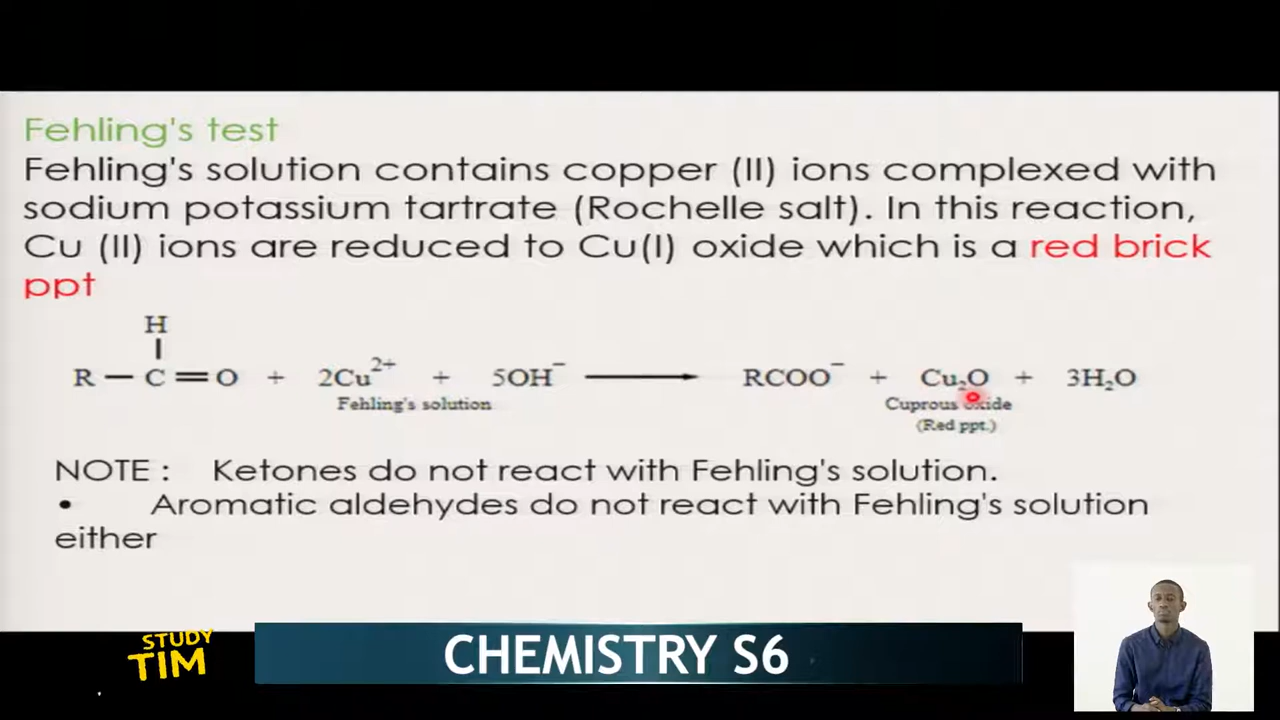 Fehling's test
Fehling's solution contains copper (II) ions complexed with
sodium potassium tartrate (Rochelle salt). In this reaction,
Cu (II) ions are reduced to Cu(I) oxide which is a red brick
ppt
H
R — C = O + 2Cu²⁺ + 5OH⁻ ⟶ RCOO⁻ + Cu₂O + 3H₂O
Fehling's solution Cuprous oxide
(Red ppt.)
NOTE : Ketones do not react with Fehling's solution.
• Aromatic aldehydes do not react with Fehling's solution
either
STUDY
TIM
CHEMISTRY S6